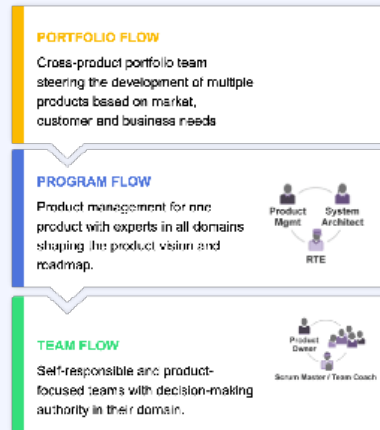 PORTFOLIO FLOW
Cross-product portfolio team
steering the development of multiple
products based on market,
customer and business needs
PROGRAM FLOW
Product management for one
product with experts in all domains
shaping the product vision and
roadmap.
Product
Mgmt
System
Architect
RTE
TEAM FLOW
Self-responsible and product-
focused teams with decision-making
authority in their domain.
Product
Owner
Scrum Master / Team Coach